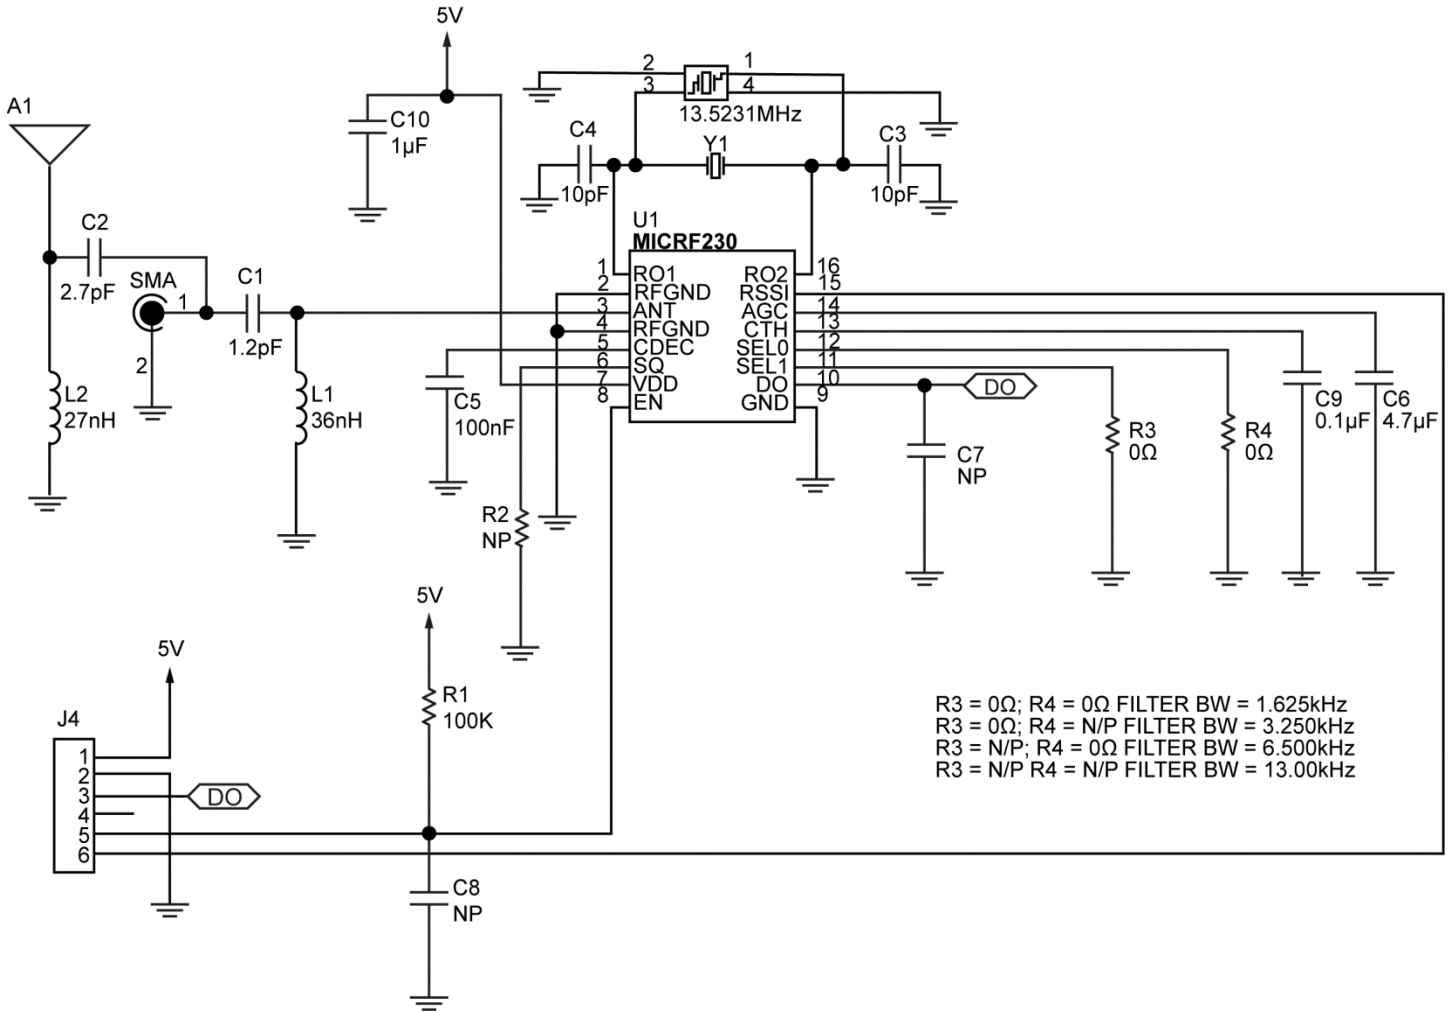 5V
A1
C10
1µF
2
1
3
4
13.5231MHz
C4
Y1
C3
10pF
10pF
C2
2.7pF
SMA
1
2
C1
1.2pF
L2
27nH
L1
36nH
U1
MICRF230
1 RO1
2 RFGND
3 ANT
4 RFGND
5 CDEC
6 SQ
7 VDD
8 EN
RO2 16
RSSI 15
AGC 14
CTH 13
SEL0 12
SEL1 11
DO 10
GND 9
C5
100nF
DO
C7
NP
R3
0Ω
R4
0Ω
C9
0.1µF
C6
4.7µF
R2
NP
5V
R1
100K
5V
J4
1
2
3
4
5
6
DO
C8
NP
R3 = 0Ω; R4 = 0Ω FILTER BW = 1.625kHz
R3 = 0Ω; R4 = N/P FILTER BW = 3.250kHz
R3 = N/P; R4 = 0Ω FILTER BW = 6.500kHz
R3 = N/P R4 = N/P FILTER BW = 13.00kHz